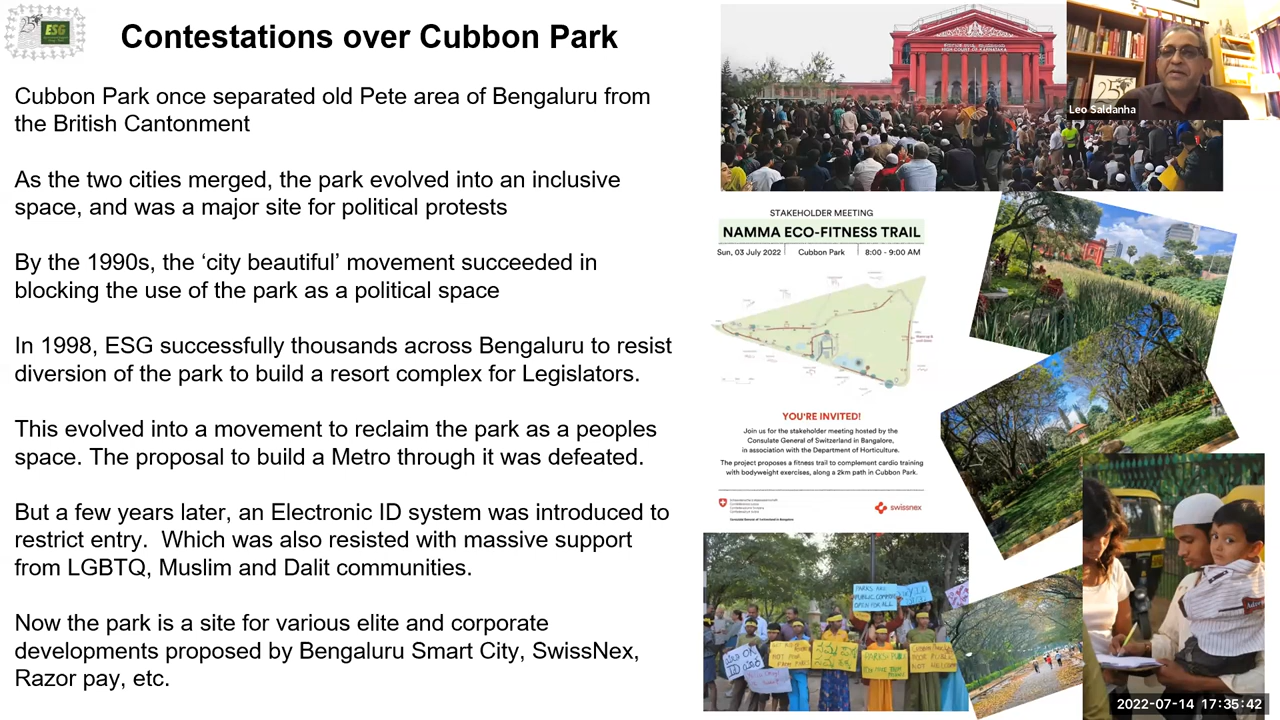 25
ESG
Contestations over Cubbon Park
Cubbon Park once separated old Pete area of Bengaluru from
the British Cantonment
As the two cities merged, the park evolved into an inclusive
space, and was a major site for political protests
By the 1990s, the ‘city beautiful’ movement succeeded in
blocking the use of the park as a political space
In 1998, ESG successfully thousands across Bengaluru to resist
diversion of the park to build a resort complex for Legislators.
This evolved into a movement to reclaim the park as a peoples
space. The proposal to build a Metro through it was defeated.
But a few years later, an Electronic ID system was introduced to
restrict entry.  Which was also resisted with massive support
from LGBTQ, Muslim and Dalit communities.
Now the park is a site for various elite and corporate
developments proposed by Bengaluru Smart City, SwissNex,
Razor pay, etc.
HIGH COURT OF KARNATAKA
25
Leo Saldanha
STAKEHOLDER MEETING
NAMMA ECO-FITNESS TRAIL
Sun, 03 July 2022 | Cubbon Park | 8:00 - 9:00 AM
YOU'RE INVITED!
Join us for the stakeholder meeting hosted by the
Consulate General of Switzerland in Bangalore,
in association with the Department of Horticulture.
The project proposes a fitness trail to complement cardio training
with bodyweight exercises, along a 2km path in Cubbon Park.
swissnex
PARKS ARE
PUBLIC COMMONS
OPEN FOR ALL
2022-07-14 17:35:42